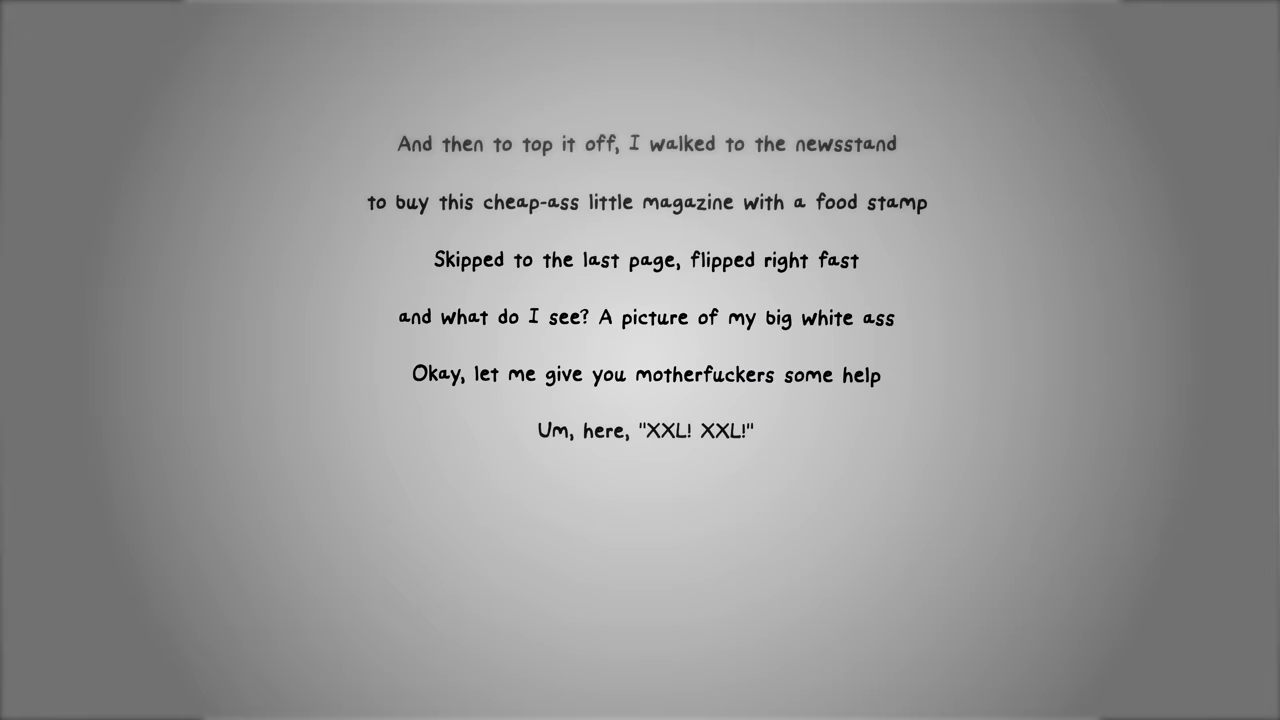 And then to top it off, I walked to the newsstand
to buy this cheap-ass little magazine with a food stamp
Skipped to the last page, flipped right fast
and what do I see? A picture of my big white ass
Okay, let me give you motherfuckers some help
Um, here, "XXL! XXL!"